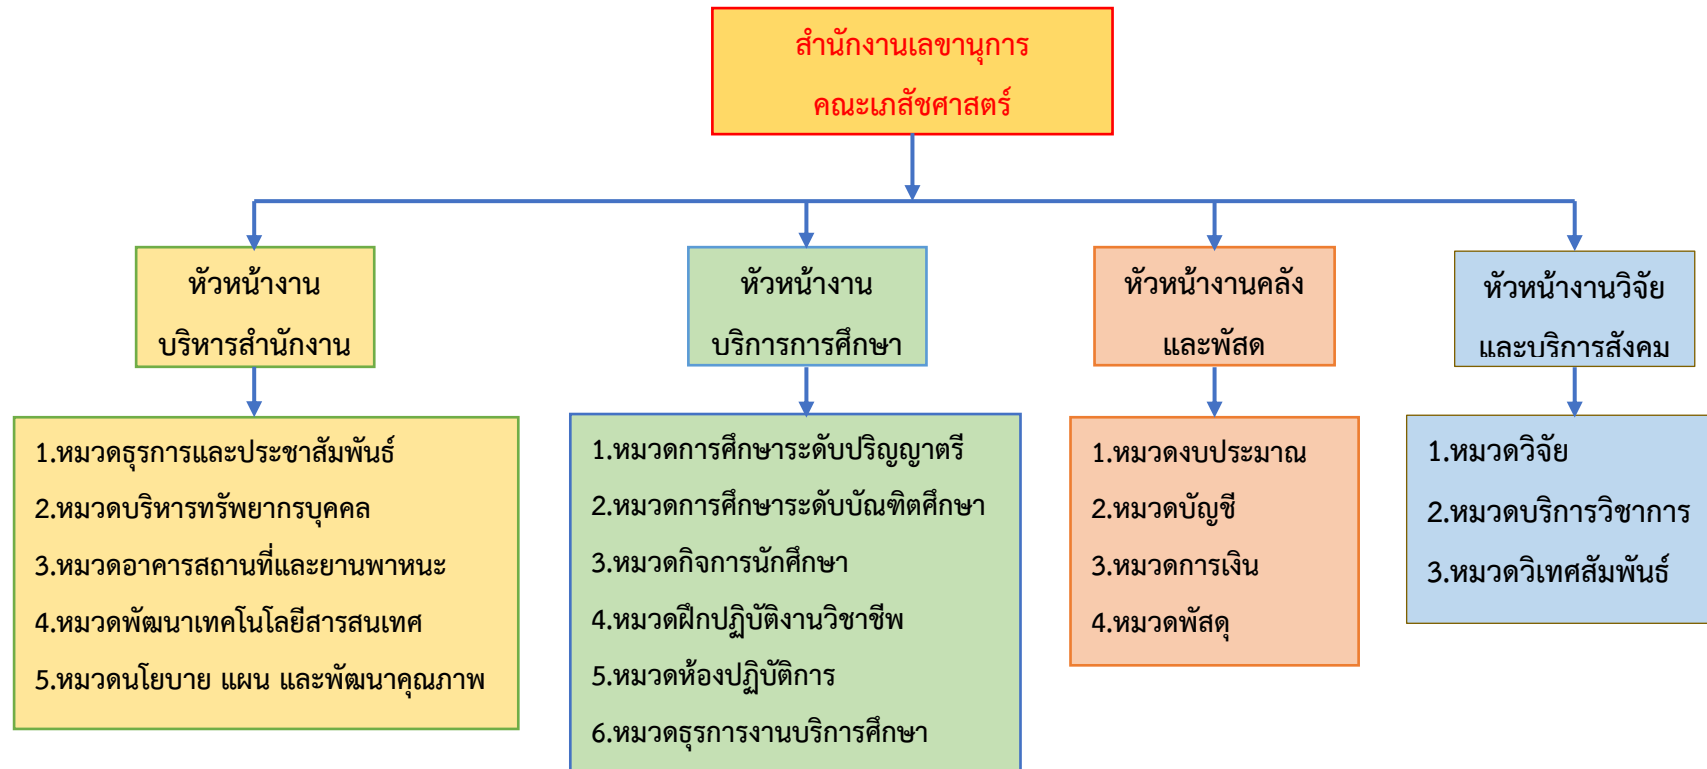 สำนักงานเลขานุการ
คณะเภสัชศาสตร์
หัวหน้างาน
บริหารสำนักงาน
หัวหน้างาน
บริการการศึกษา
หัวหน้างานคลัง
และพัสด
หัวหน้างานวิจัย
และบริการสังคม
1.หมวดธุรการและประชาสัมพันธ์
2.หมวดบริหารทรัพยากรบุคคล
3.หมวดอาคารสถานที่และยานพาหนะ
4.หมวดพัฒนาเทคโนโลยีสารสนเทศ
5.หมวดนโยบาย แผน และพัฒนาคุณภาพ
1.หมวดการศึกษาระดับปริญญาตรี
2.หมวดการศึกษาระดับบัณฑิตศึกษา
3.หมวดกิจการนักศึกษา
4.หมวดฝึกปฏิบัติงานวิชาชีพ
5.หมวดห้องปฏิบัติการ
6.หมวดธุรการงานบริการศึกษา
1.หมวดงบประมาณ
2.หมวดบัญชี
3.หมวดการเงิน
4.หมวดพัสดุ
1.หมวดวิจัย
2.หมวดบริการวิชาการ
3.หมวดวิเทศสัมพันธ์